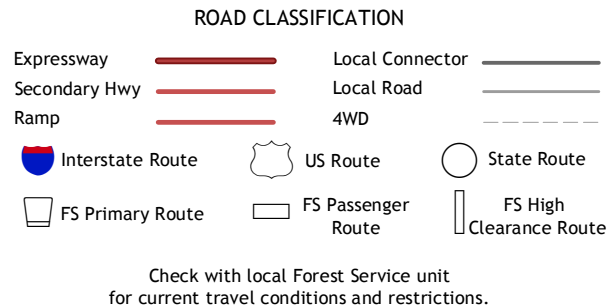 ROAD CLASSIFICATION
Expressway
Local Connector
Secondary Hwy
Local Road
Ramp
4WD
Interstate Route
US Route
State Route
FS Primary Route
FS Passenger
Route
FS High
Clearance Route
Check with local Forest Service unit
for current travel conditions and restrictions.